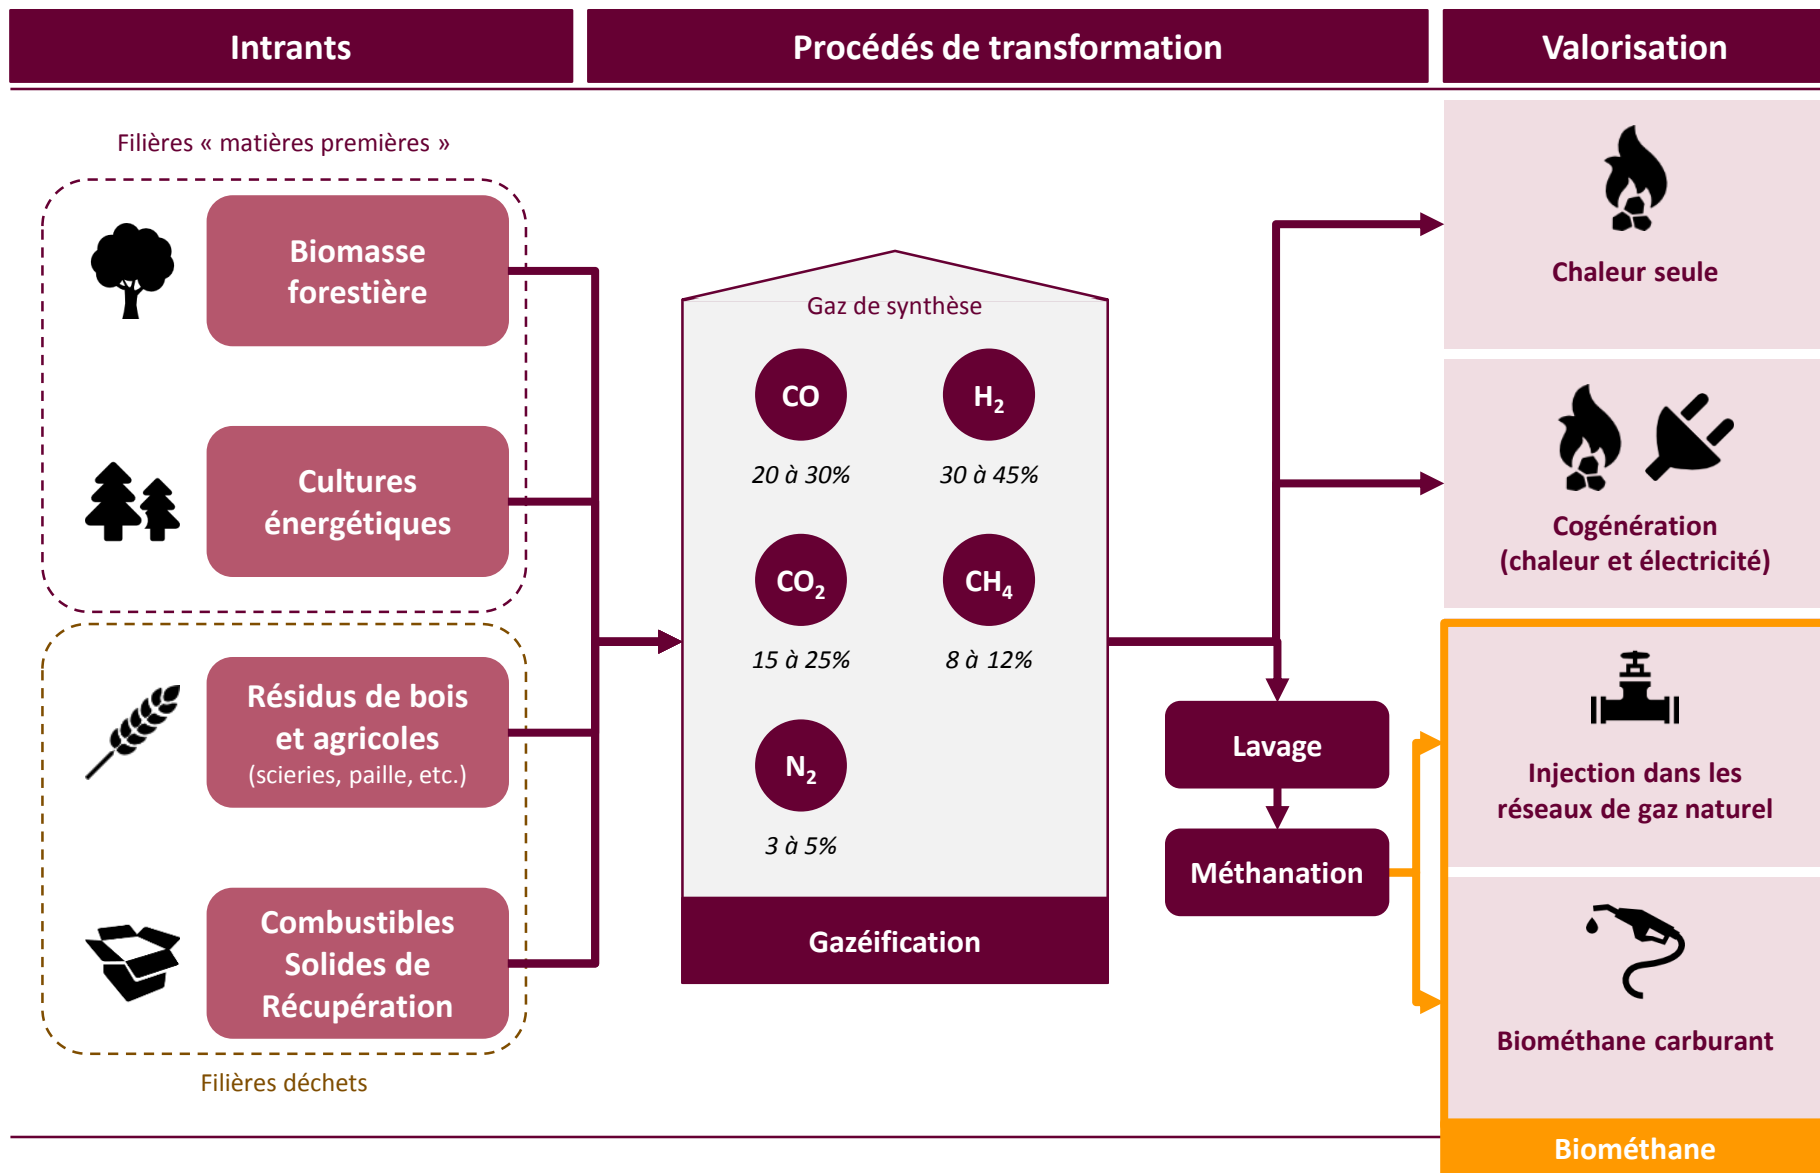 Intrants
Procédés de transformation
Valorisation
Filières « matières premières »
Biomasse
forestière
Cultures
énergétiques
Résidus de bois
et agricoles
(scieries, paille, etc.)
Combustibles
Solides de
Récupération
Filières déchets
Gaz de synthèse
CO
H₂
20 à 30%
30 à 45%
CO₂
CH₄
15 à 25%
8 à 12%
N₂
3 à 5%
Gazéification
Lavage
Méthanation
Chaleur seule
Cogénération
(chaleur et électricité)
Injection dans les
réseaux de gaz naturel
Biométhane carburant
Biométhane